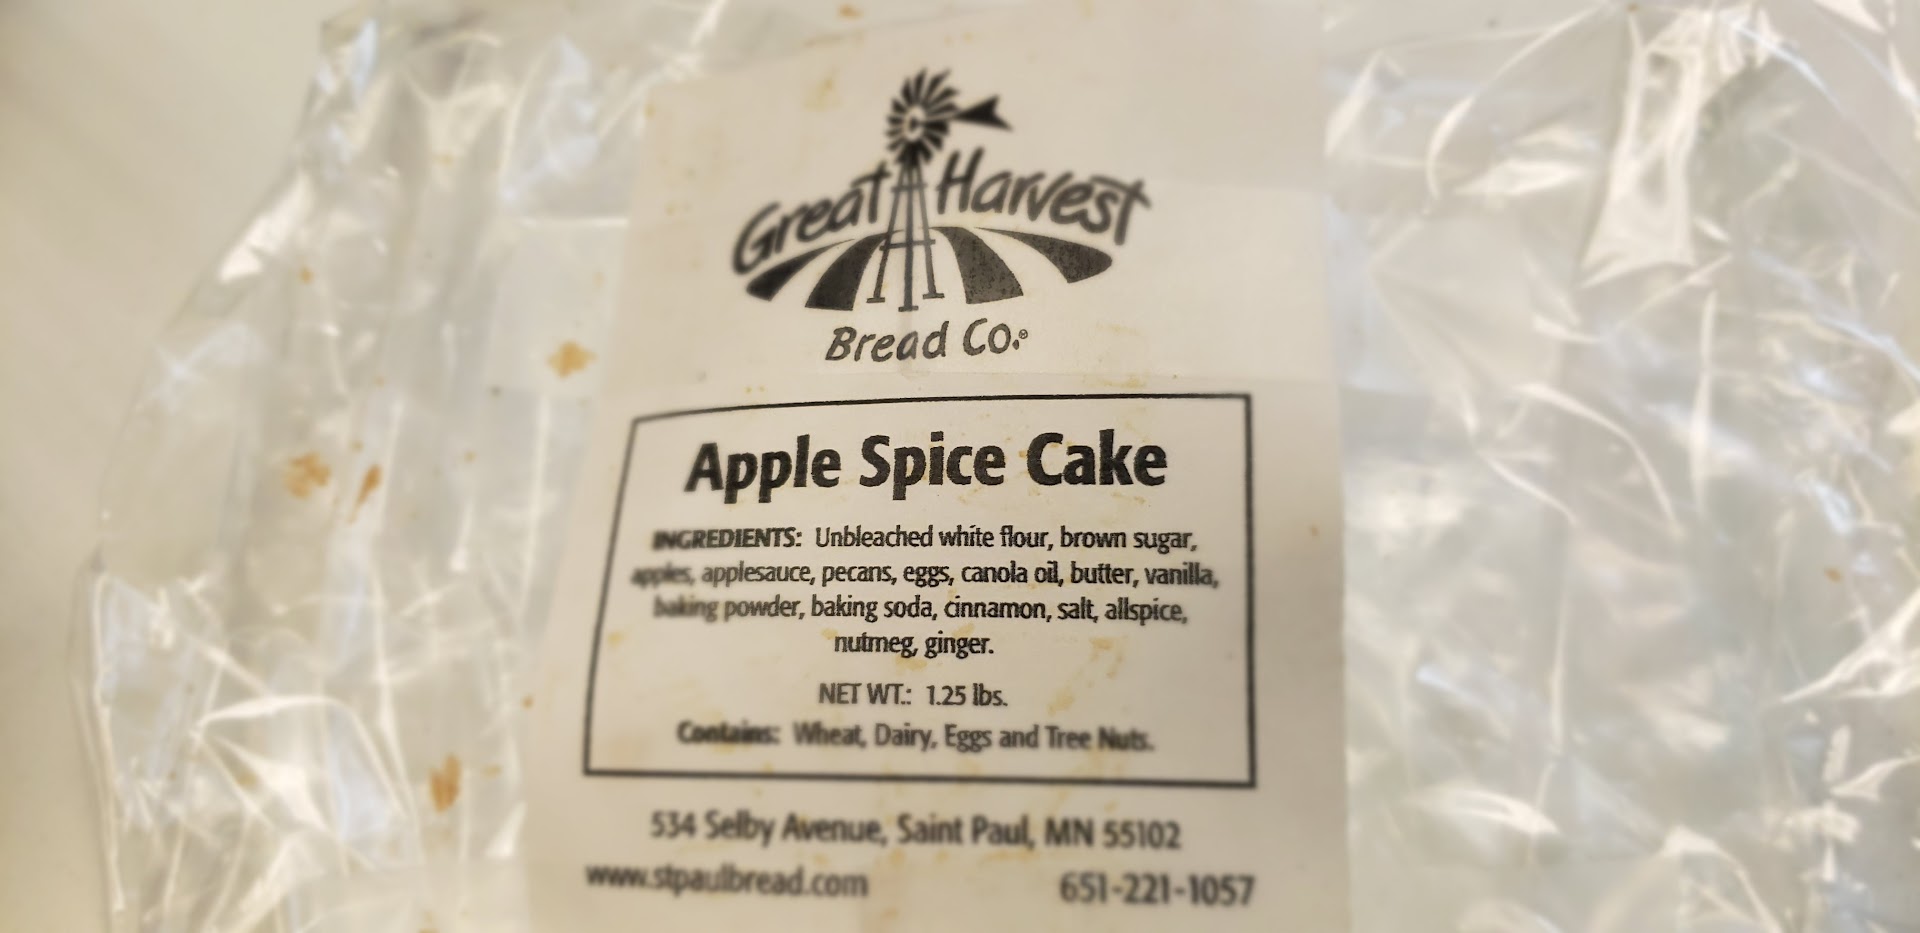 Great Harvest
Bread Co.®
Apple Spice Cake
INGREDIENTS: Unbleached white flour, brown sugar,
apples, applesauce, pecans, eggs, canola oil, butter, vanilla,
baking powder, baking soda, cinnamon, salt, allspice,
nutmeg, ginger.
NET WT.: 1.25 lbs.
Contains: Wheat, Dairy, Eggs and Tree Nuts.
534 Selby Avenue, Saint Paul, MN 55102
www.stpaulbread.com 651-221-1057